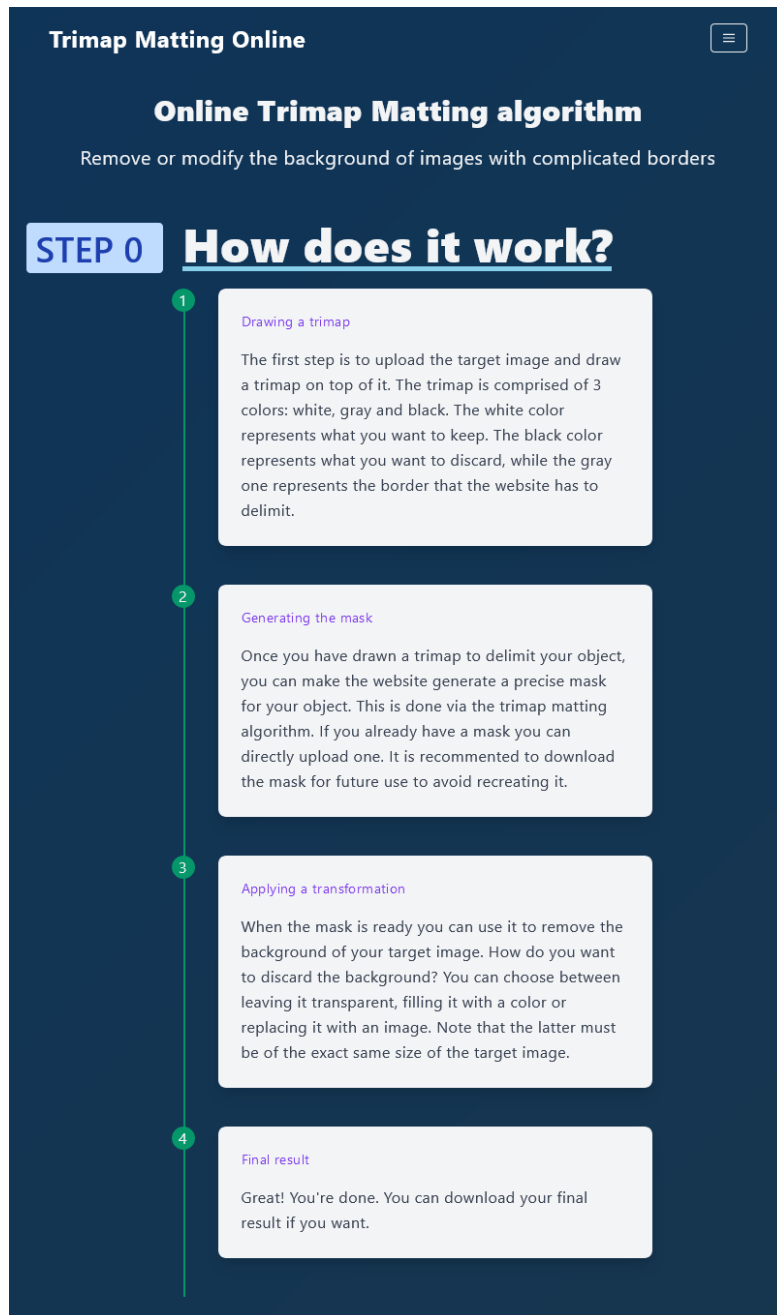 Trimap Matting Online
Online Trimap Matting algorithm
Remove or modify the background of images with complicated borders
STEP 0 How does it work?
1
Drawing a trimap
The first step is to upload the target image and draw
a trimap on top of it. The trimap is comprised of 3
colors: white, gray and black. The white color
represents what you want to keep. The black color
represents what you want to discard, while the gray
one represents the border that the website has to
delimit.
2
Generating the mask
Once you have drawn a trimap to delimit your object,
you can make the website generate a precise mask
for your object. This is done via the trimap matting
algorithm. If you already have a mask you can
directly upload one. It is recommented to download
the mask for future use to avoid recreating it.
3
Applying a transformation
When the mask is ready you can use it to remove the
background of your target image. How do you want
to discard the background? You can choose between
leaving it transparent, filling it with a color or
replacing it with an image. Note that the latter must
be of the exact same size of the target image.
4
Final result
Great! You're done. You can download your final
result if you want.